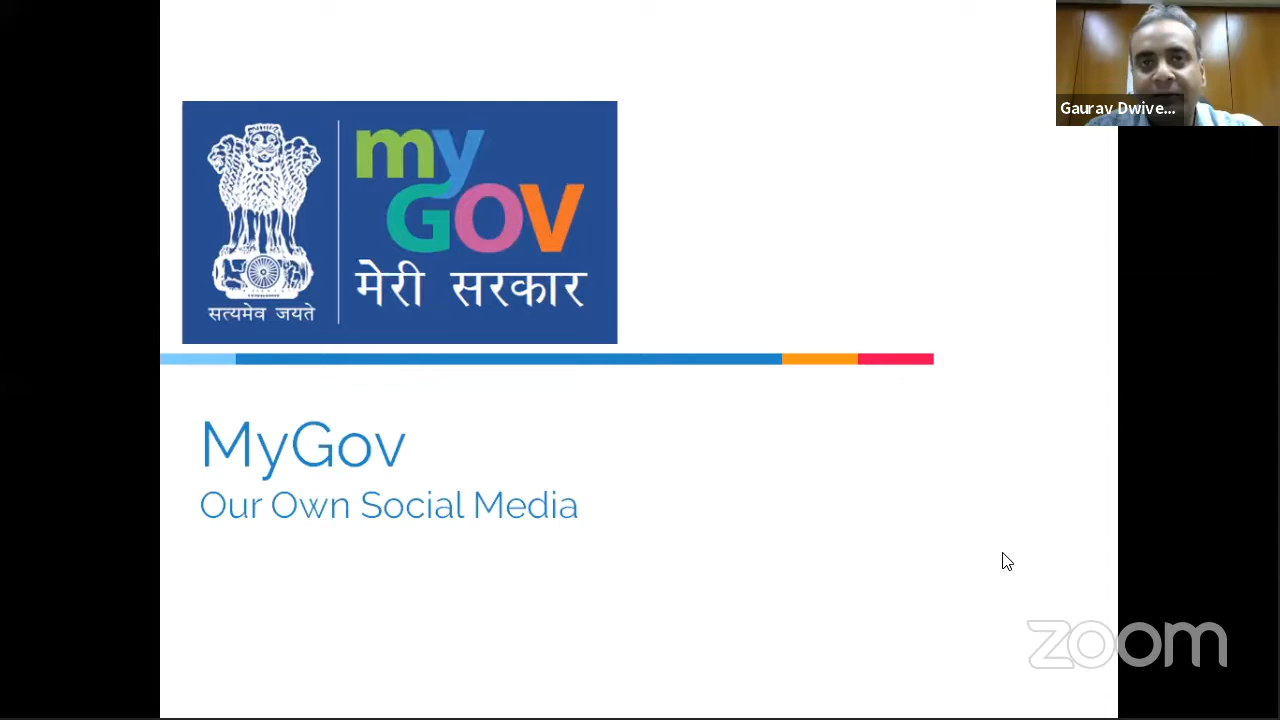 my
GOV
मेरी सरकार
सत्यमेव जयते
MyGov
Our Own Social Media
Gaurav Dwive...
zoom